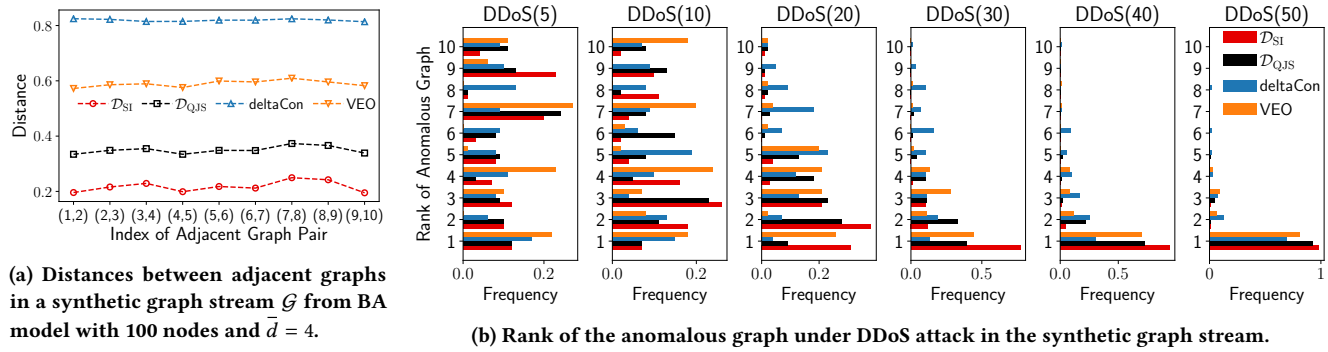 0.8
0.6
0.4
0.2
Distance
D_SI
D_QJS
deltaCon
VEO
(1,2) (2,3) (3,4) (4,5) (5,6) (6,7) (7,8) (8,9) (9,10)
Index of Adjacent Graph Pair
(a) Distances between adjacent graphs
in a synthetic graph stream 𝒢 from BA
model with 100 nodes and d̄ = 4.
DDoS(5) DDoS(10) DDoS(20) DDoS(30) DDoS(40) DDoS(50)
Rank of Anomalous Graph
10
9
8
7
6
5
4
3
2
1
D_SI
D_QJS
deltaCon
VEO
0.0 0.2 0.0 0.2 0.0 0.2 0.0 0.5 0.0 0.5 0 1
Frequency Frequency Frequency Frequency Frequency Frequency
(b) Rank of the anomalous graph under DDoS attack in the synthetic graph stream.